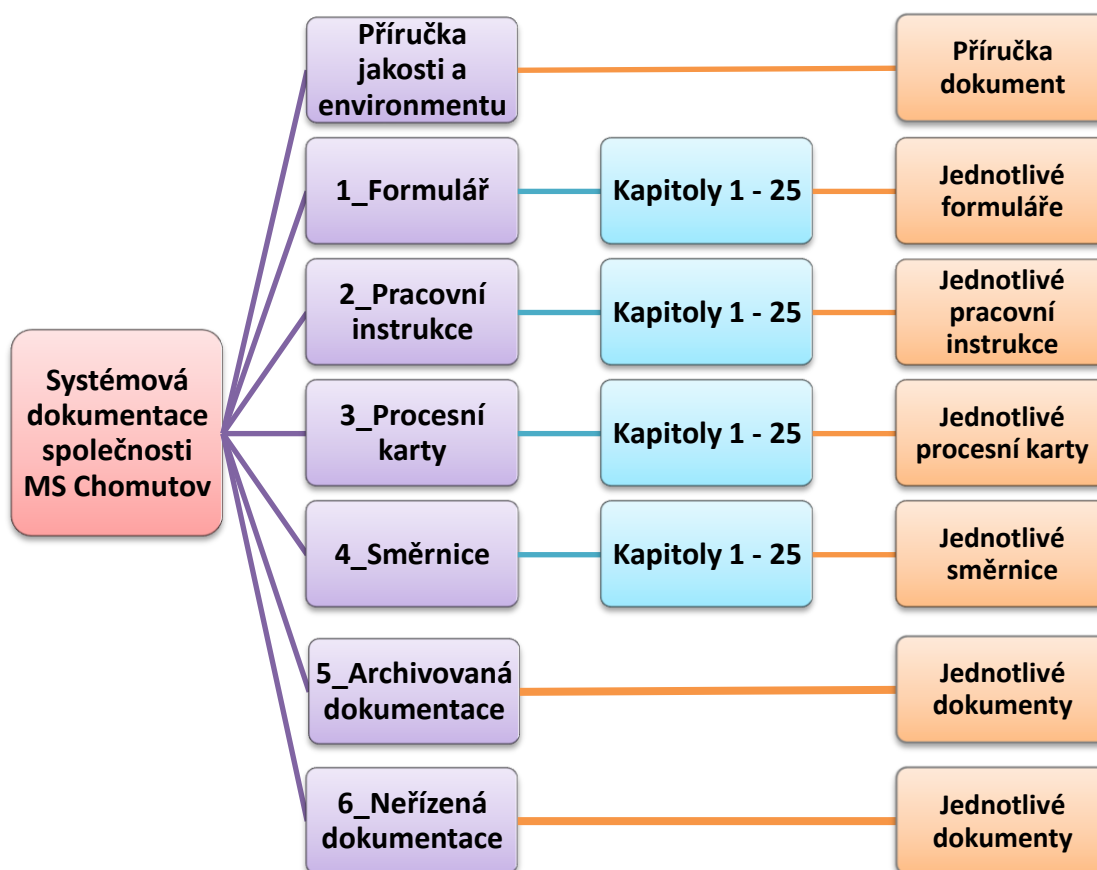 Příručka
jakosti a
environmentu
Příručka
dokument
1_Formulář
Kapitoly 1 - 25
Jednotlivé
formuláře
2_Pracovní
instrukce
Kapitoly 1 - 25
Jednotlivé
pracovní
instrukce
Systémová
dokumentace
společnosti
MS Chomutov
3_Procesní
karty
Kapitoly 1 - 25
Jednotlivé
procesní karty
4_Směrnice
Kapitoly 1 - 25
Jednotlivé
směrnice
5_Archivovaná
dokumentace
Jednotlivé
dokumenty
6_Neřízená
dokumentace
Jednotlivé
dokumenty